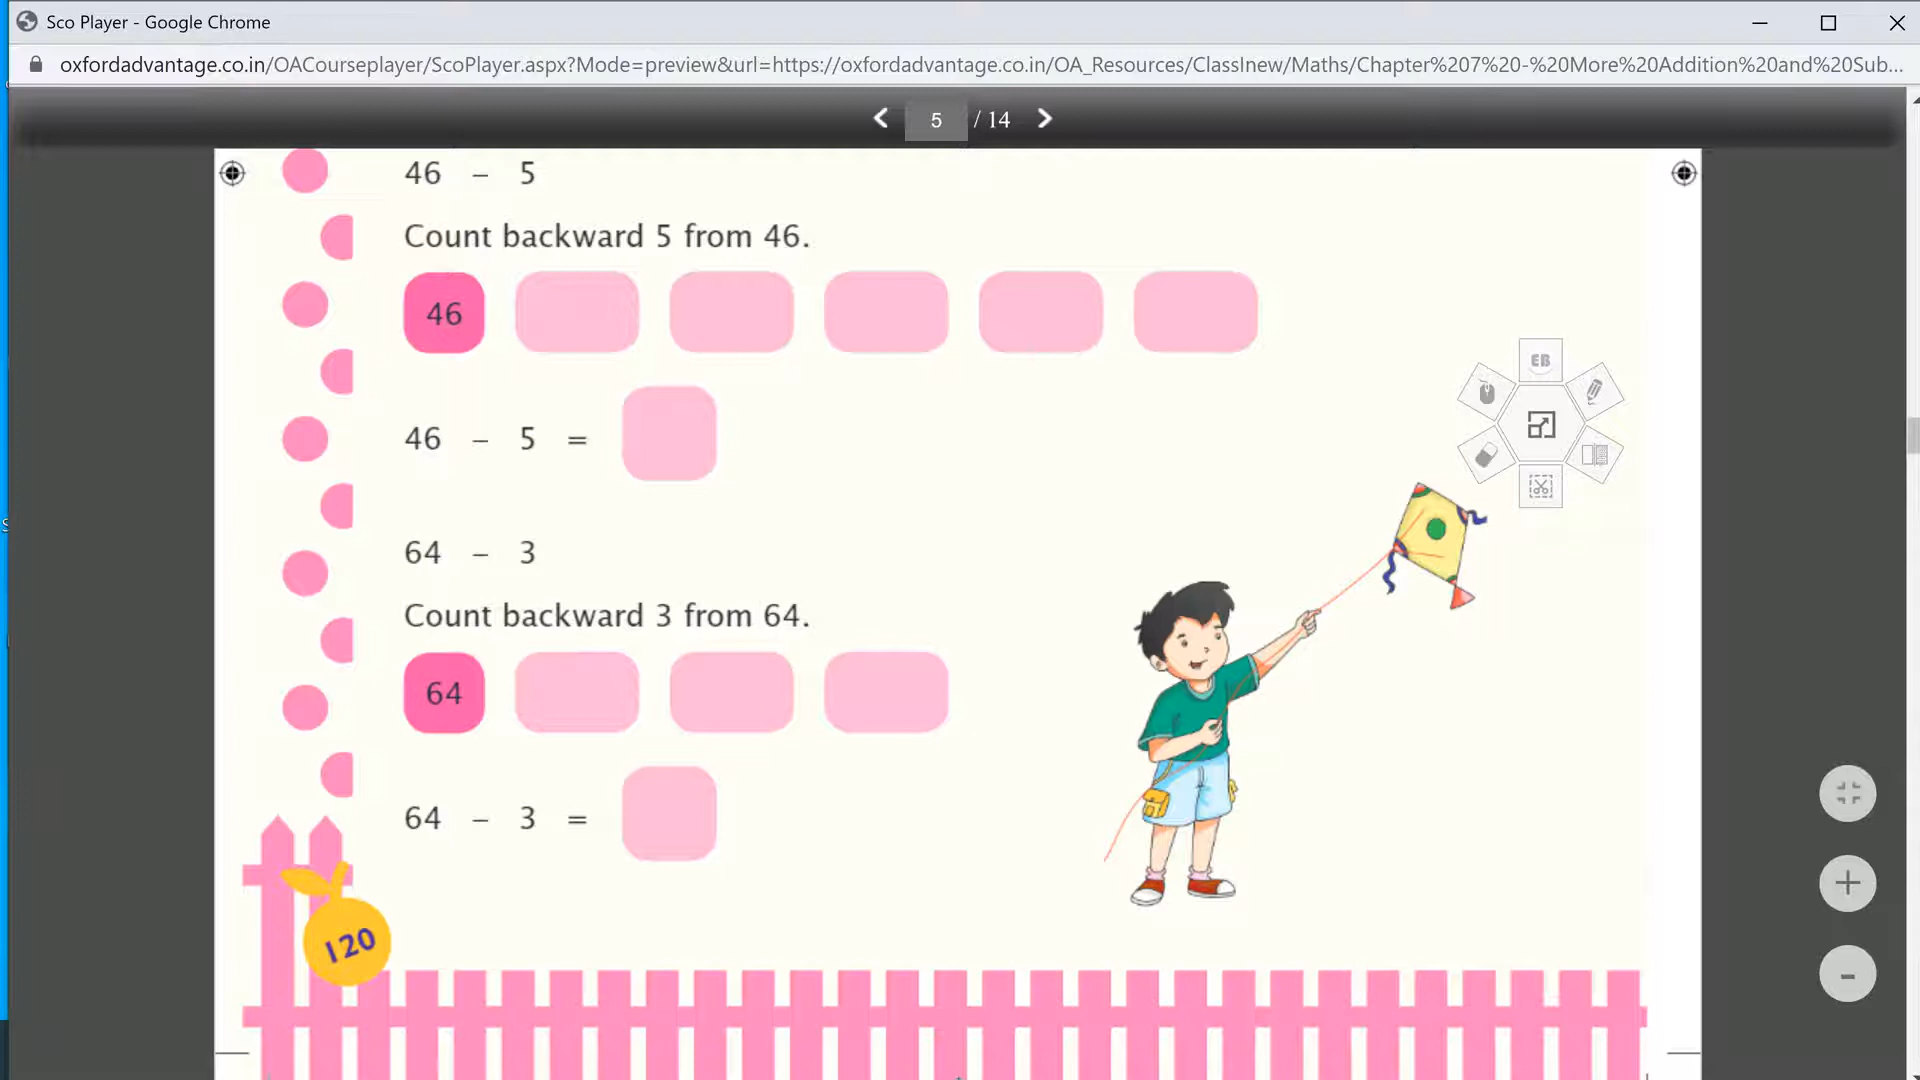 Sco Player - Google Chrome
oxfordadvantage.co.in/OACourseplayer/ScoPlayer.aspx?Mode=preview&url=https://oxfordadvantage.co.in/OA_Resources/ClassInew/Maths/Chapter%207%20-%20More%20Addition%20and%20Sub...
5 / 14
46 – 5
Count backward 5 from 46.
46
46 – 5 =
64 – 3
Count backward 3 from 64.
64
64 – 3 =
120
EB